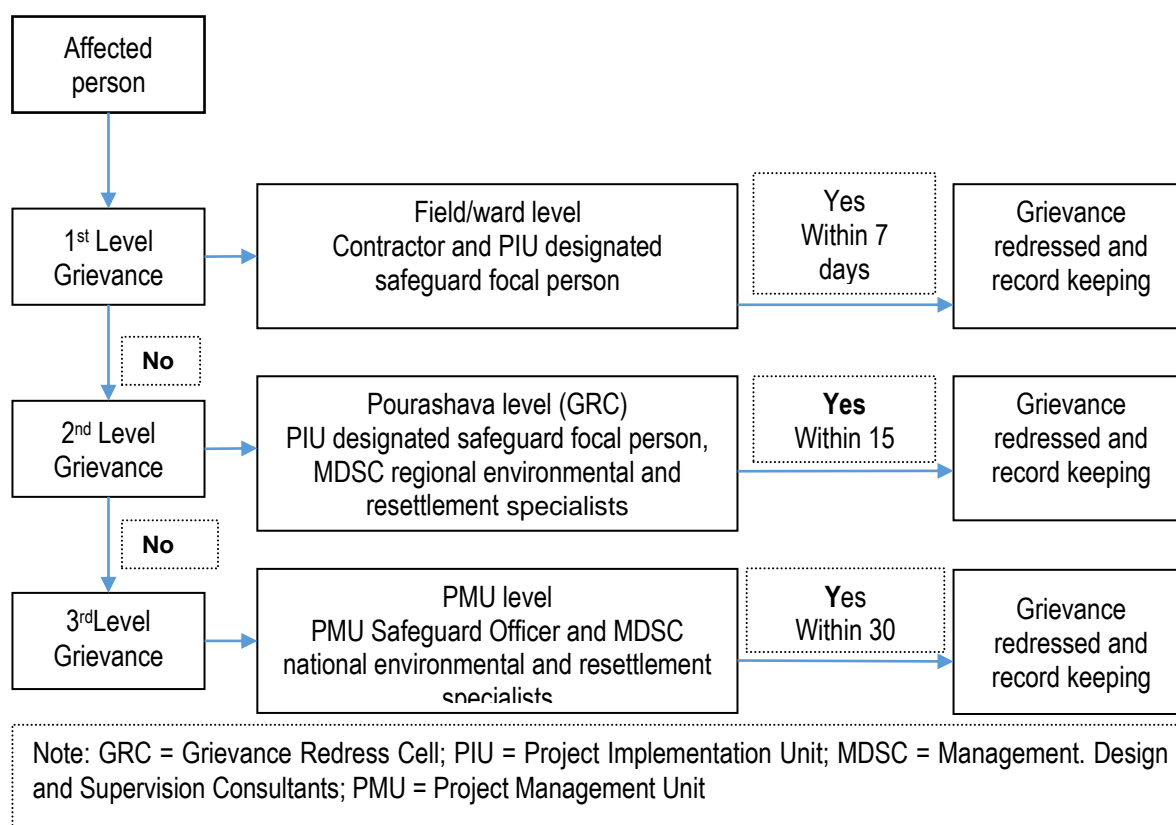 Affected
person
1st Level
Grievance
Field/ward level
Contractor and PIU designated
safeguard focal person
Yes
Within 7
days
Grievance
redressed and
record keeping
No
2nd Level
Grievance
Pourashava level (GRC)
PIU designated safeguard focal person,
MDSC regional environmental and
resettlement specialists
Yes
Within 15
Grievance
redressed and
record keeping
No
3rdLevel
Grievance
PMU level
PMU Safeguard Officer and MDSC
national environmental and resettlement
specialists
Yes
Within 30
Grievance
redressed and
record keeping
Note: GRC = Grievance Redress Cell; PIU = Project Implementation Unit; MDSC = Management. Design
and Supervision Consultants; PMU = Project Management Unit